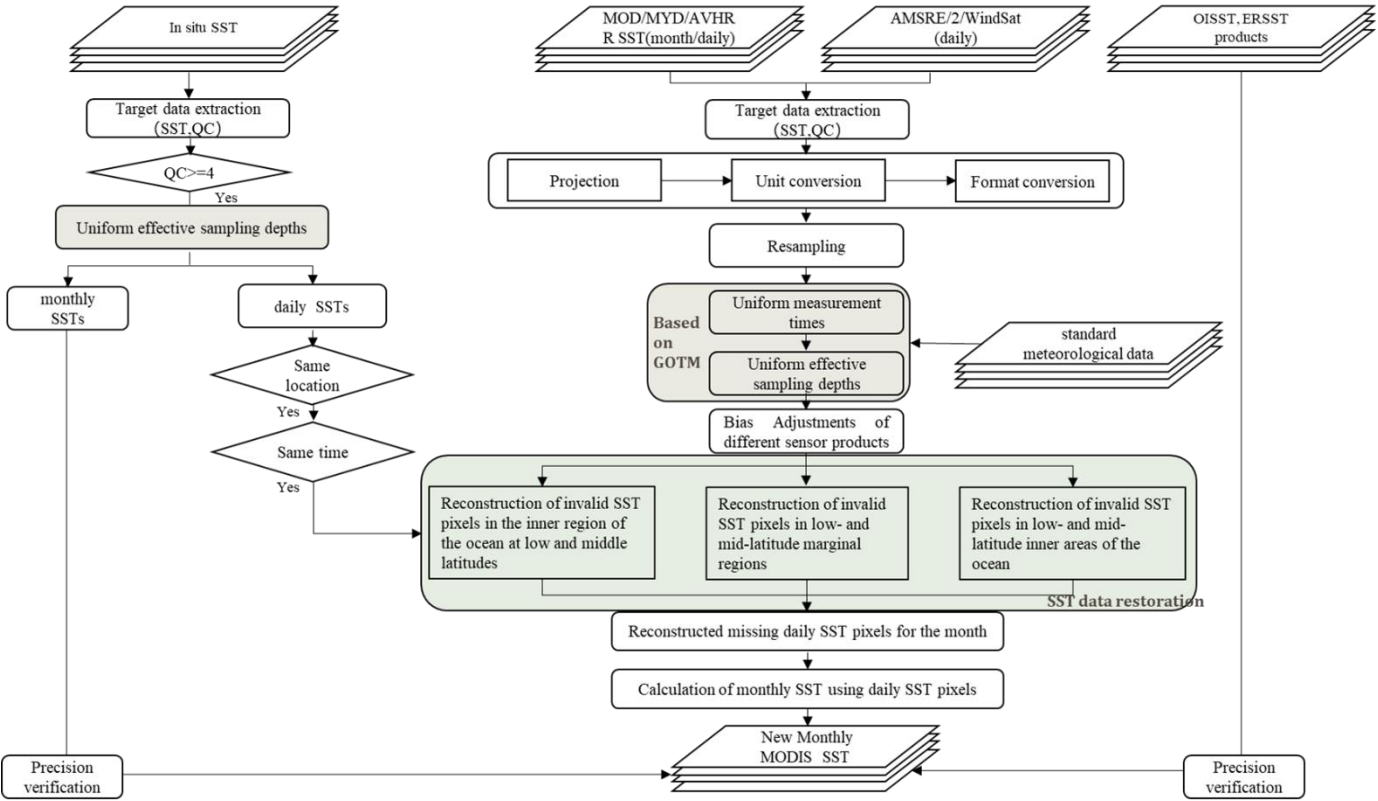 In situ SST
MOD/MYD/AVHR
R SST(month/daily)
AMSRE/2/WindSat
(daily)
OISST, ERSST
products
Target data extraction
(SST,QC)
Target data extraction
(SST,QC)
QC>=4
Yes
Projection
Unit conversion
Format conversion
Uniform effective sampling depths
Resampling
monthly
SSTs
daily SSTs
Based
on
GOTM
Uniform measurement
times
Uniform effective
sampling depths
standard
meteorological data
Same
location
Yes
Bias Adjustments of
different sensor products
Same time
Yes
Reconstruction of invalid SST
pixels in the inner region of
the ocean at low and middle
latitudes
Reconstruction of invalid
SST pixels in low- and
mid-latitude marginal
regions
Reconstruction of invalid SST
pixels in low- and mid-
latitude inner areas of the
ocean
SST data restoration
Reconstructed missing daily SST pixels for the month
Calculation of monthly SST using daily SST pixels
New Monthly
MODIS SST
Precision
verification
Precision
verification